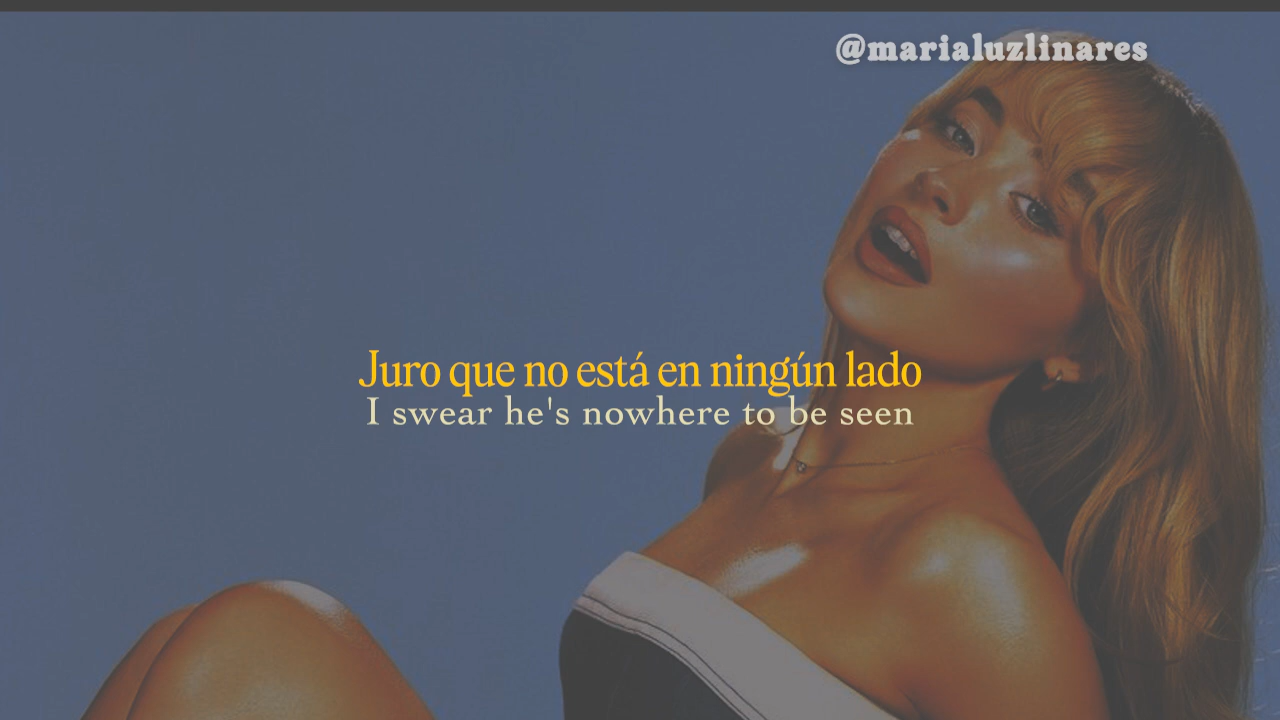 @marialuzlinares
Juro que no está en ningún lado
I swear he's nowhere to be seen